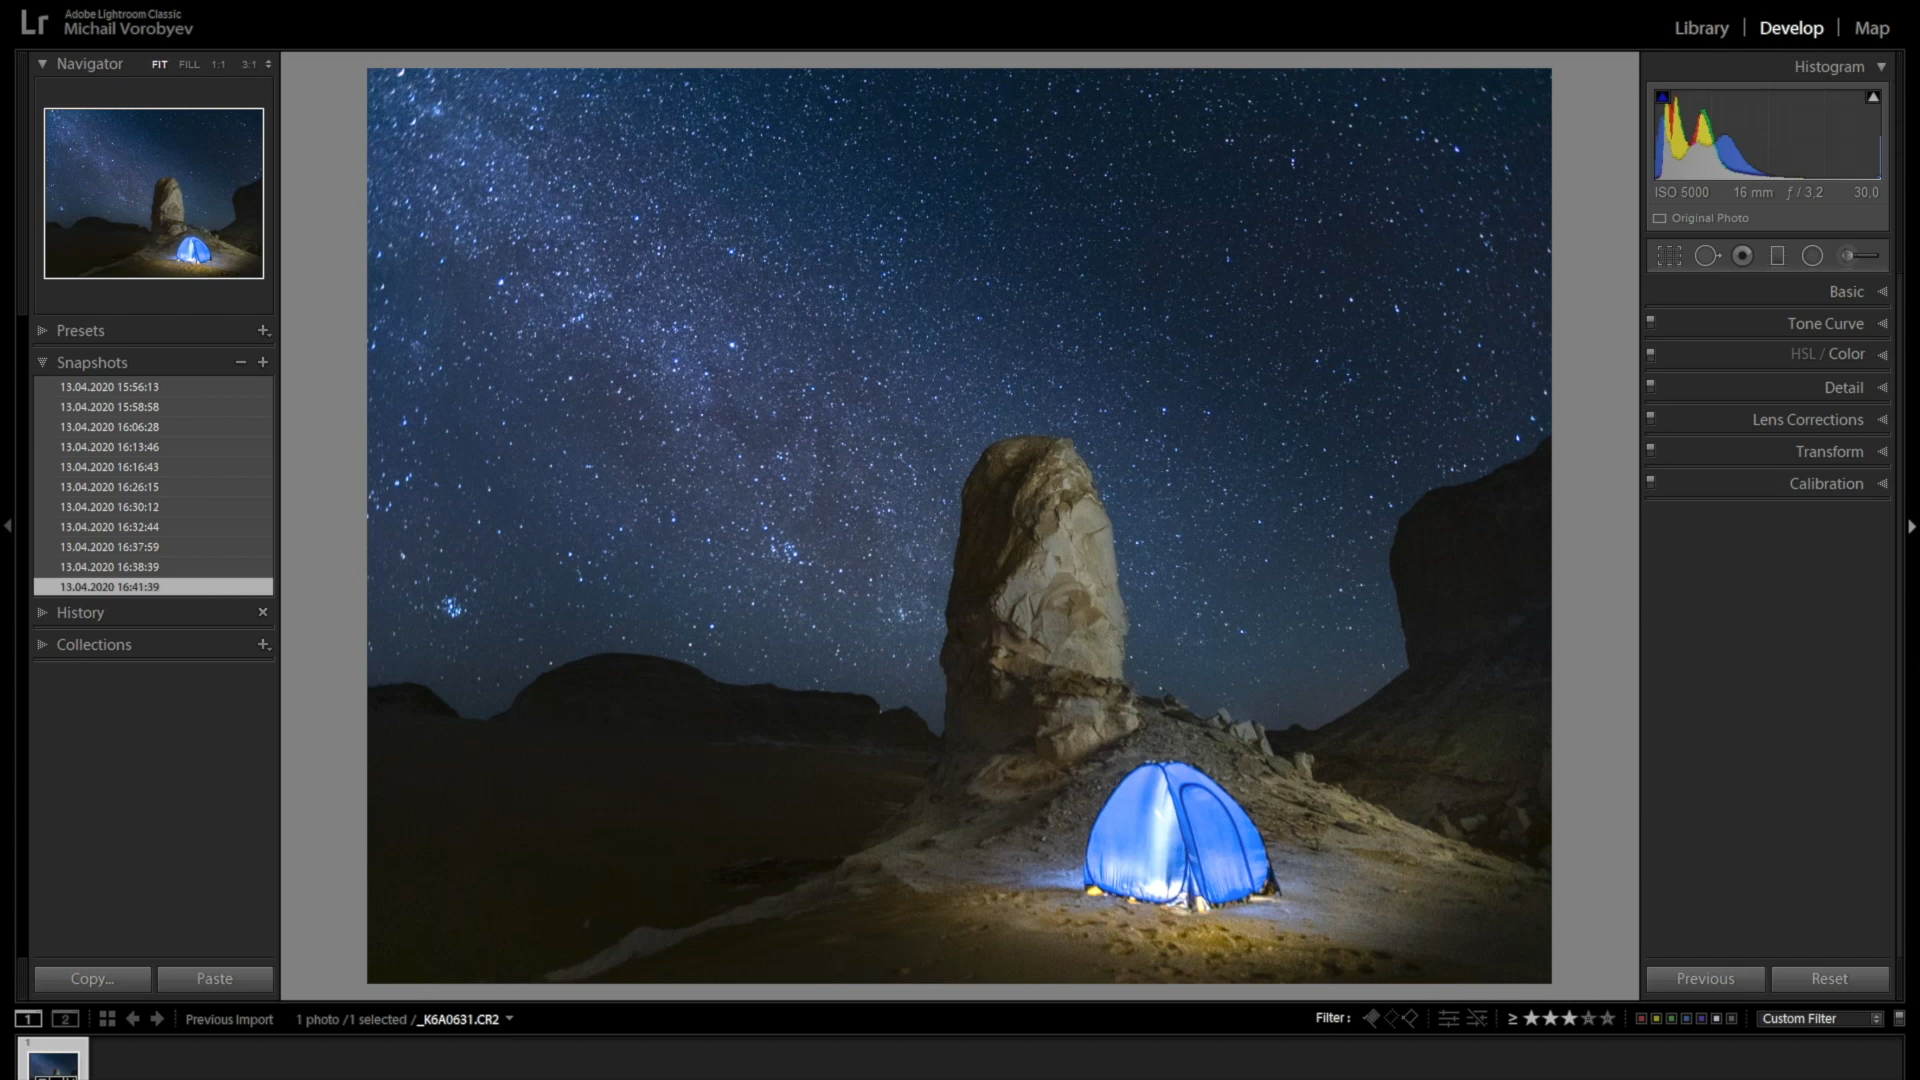 Lr
Adobe Lightroom Classic
Michail Vorobyev
Library | Develop | Map
Navigator FIT FILL 1:1 3:1
Presets
Snapshots
13.04.2020 15:56:13
13.04.2020 15:58:58
13.04.2020 16:06:28
13.04.2020 16:13:46
13.04.2020 16:16:43
13.04.2020 16:26:15
13.04.2020 16:30:12
13.04.2020 16:32:44
13.04.2020 16:37:59
13.04.2020 16:38:39
13.04.2020 16:41:39
History
Collections
Copy... Paste
Histogram
ISO 5000 16 mm ƒ / 3,2 30,0
Original Photo
Basic
Tone Curve
HSL / Color
Detail
Lens Corrections
Transform
Calibration
Previous Reset
1 2 Previous Import 1 photo /1 selected /_K6A0631.CR2 Filter : ≥ Custom Filter
1